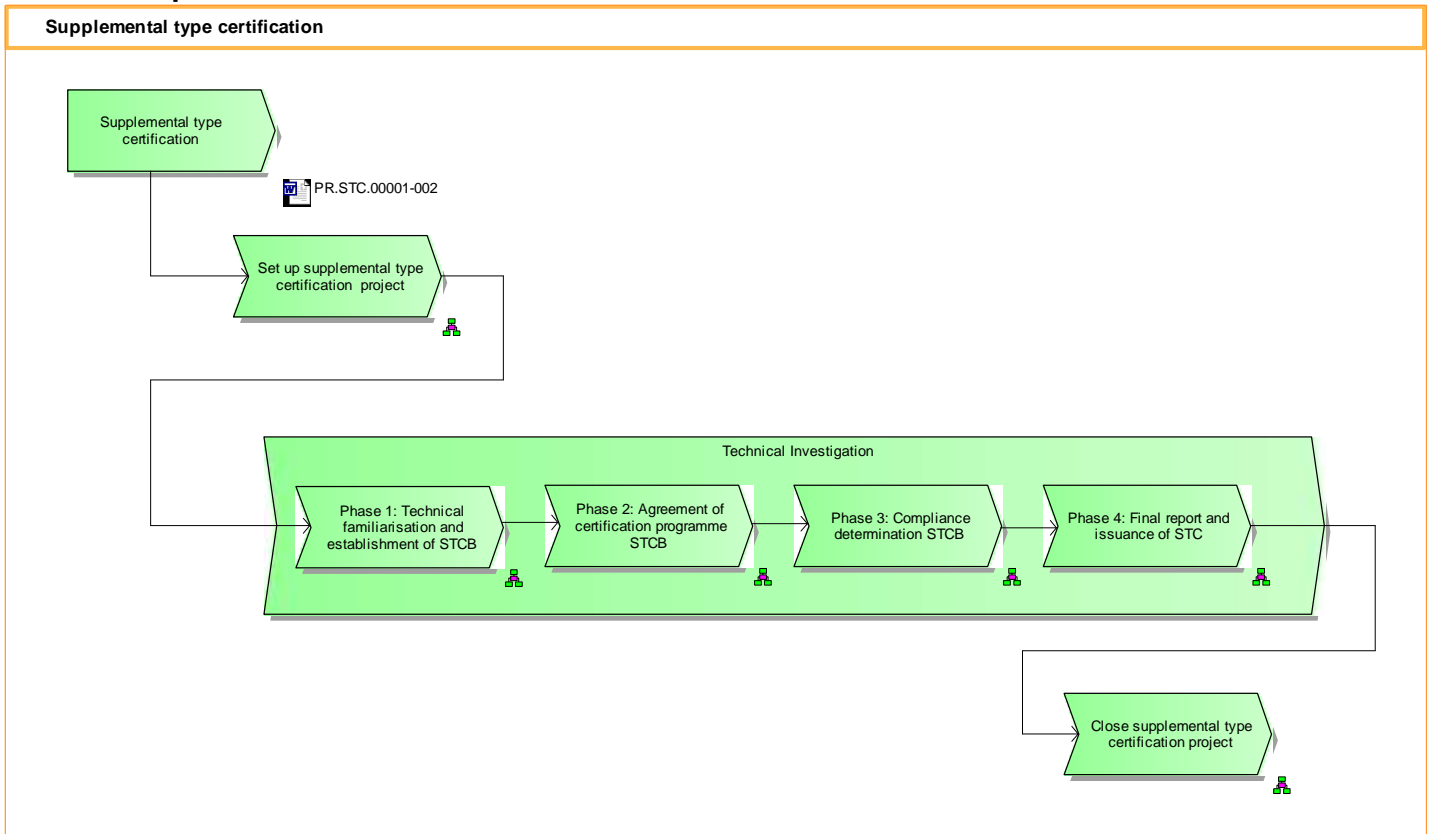 Supplemental type certification
Supplemental type
certification
PR.STC.00001-002
Set up supplemental type
certification project
Technical Investigation
Phase 1: Technical
familiarisation and
establishment of STCB
Phase 2: Agreement of
certification programme
STCB
Phase 3: Compliance
determination STCB
Phase 4: Final report and
issuance of STC
Close supplemental type
certification project